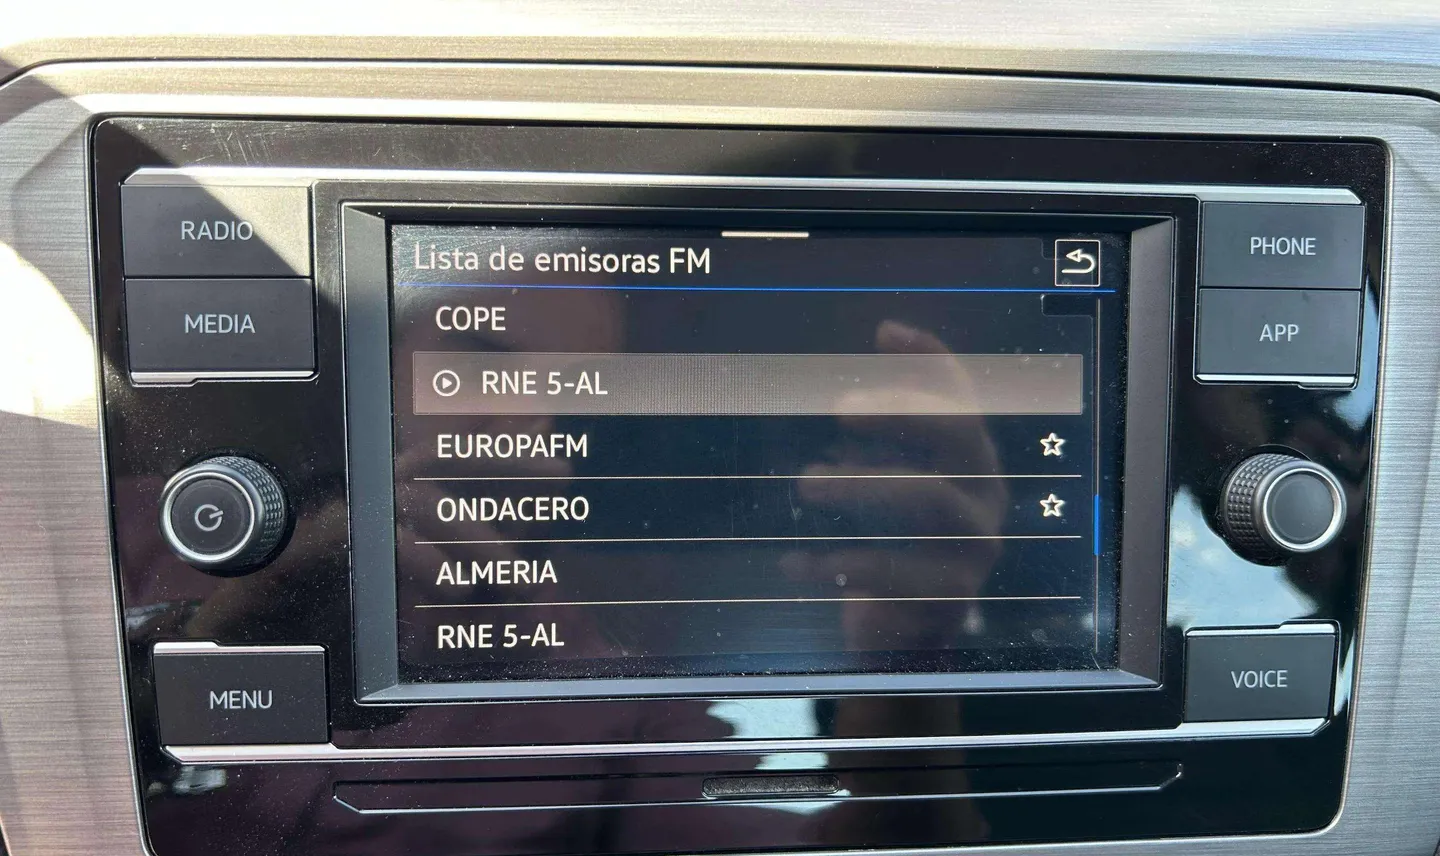 RADIO
MEDIA
MENU
Lista de emisoras FM
COPE
RNE 5-AL
EUROPAFM
ONDACERO
ALMERIA
RNE 5-AL
PHONE
APP
VOICE